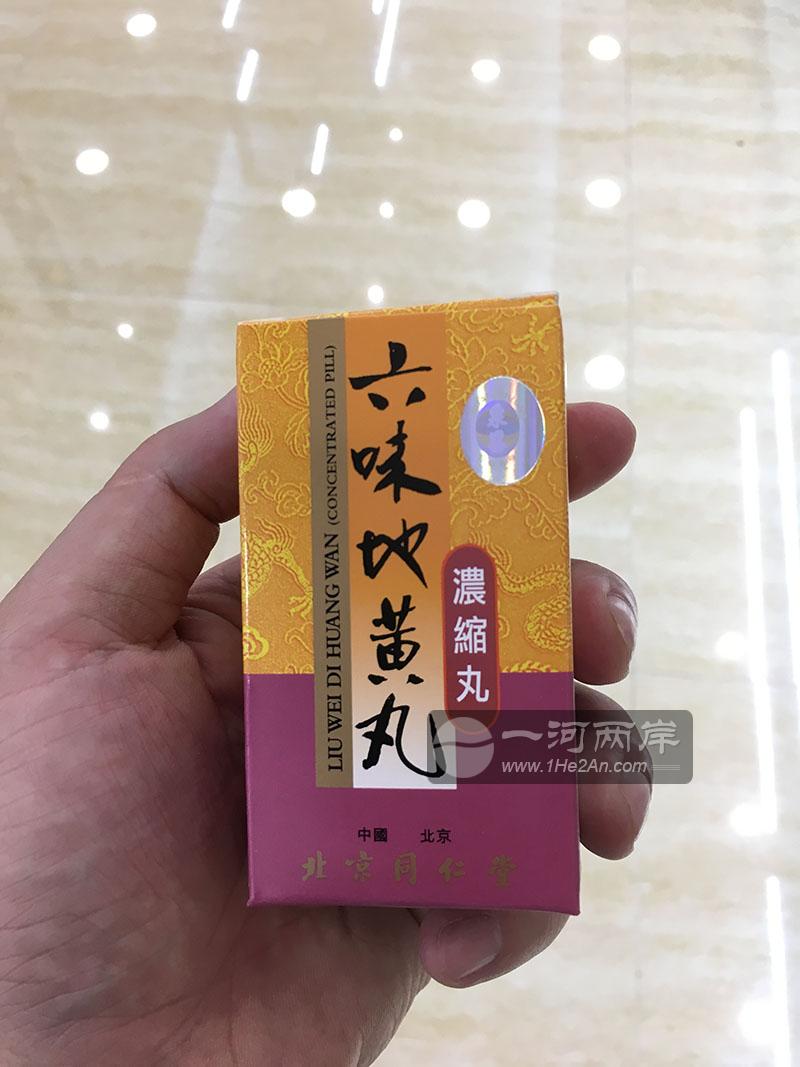 六味地黄丸
LIU WEI DI HUANG WAN (CONCENTRATED PILL)
濃縮丸
一河两岸
www.1He2An.com
中國 北京
北京同仁堂